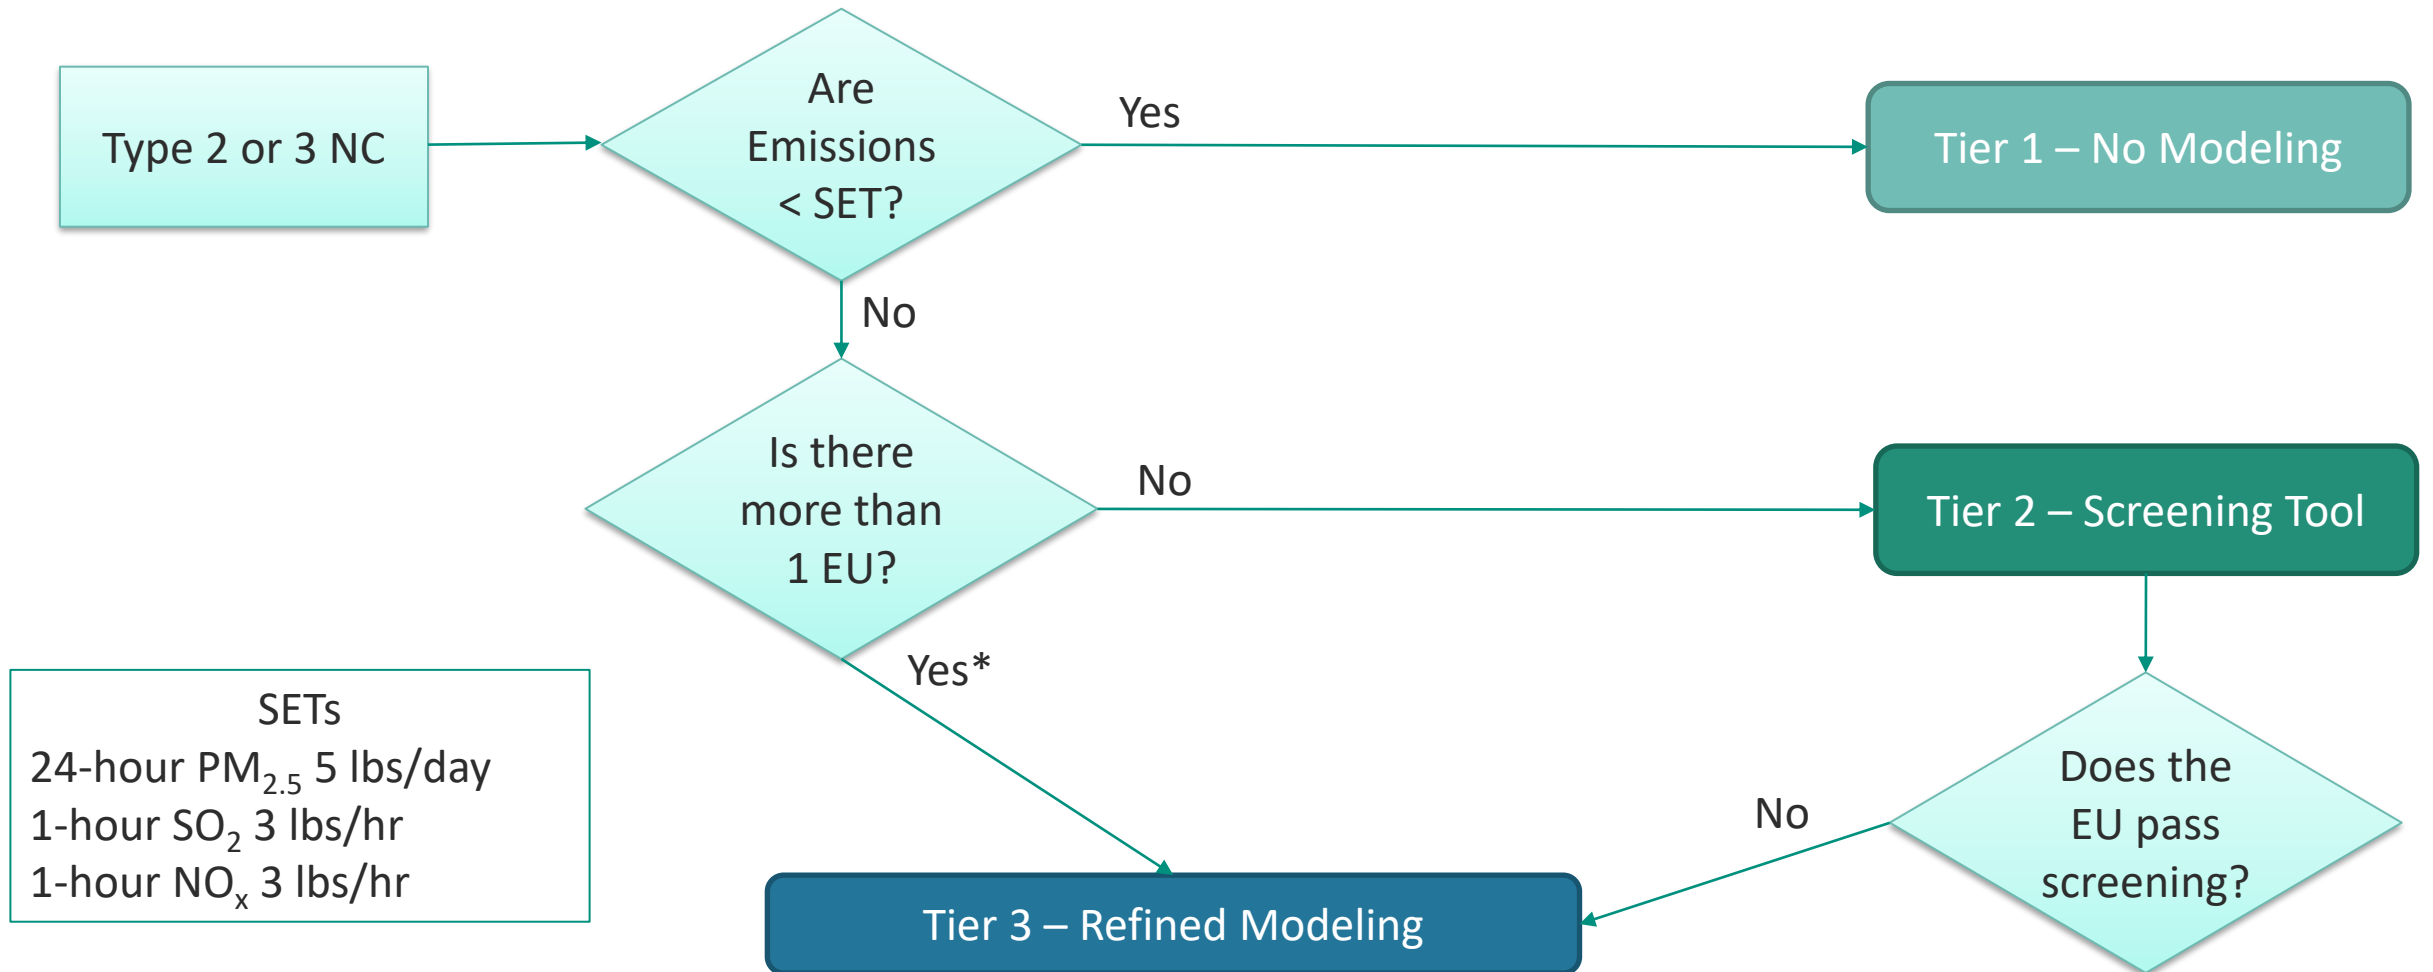 Type 2 or 3 NC
Are
Emissions
< SET?
Yes
Tier 1 – No Modeling
No
Is there
more than
1 EU?
No
Tier 2 – Screening Tool
Yes*
SETs
24-hour PM2.5 5 lbs/day
1-hour SO2 3 lbs/hr
1-hour NOx 3 lbs/hr
Does the
EU pass
screening?
No
Tier 3 – Refined Modeling